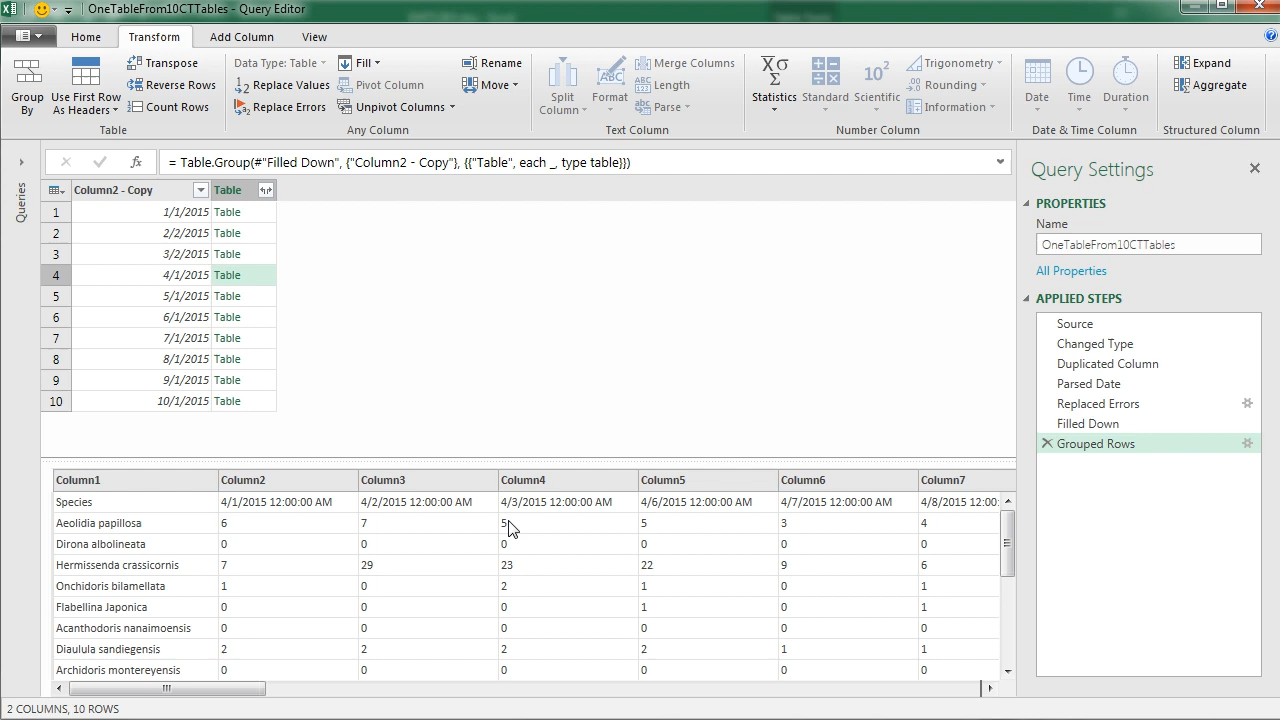 OneTableFrom10CTTables - Query Editor
Home Transform Add Column View
Group By
Use First Row As Headers
Transpose
Reverse Rows
Count Rows
Table
Data Type: Table
Replace Values
Replace Errors
Fill
Pivot Column
Unpivot Columns
Rename
Move
Any Column
Split Column
Format
ABC 123
Merge Columns
Length
Parse
Text Column
Statistics
Standard
10² Scientific
Trigonometry
Rounding
Information
Number Column
Date
Time
Duration
Date & Time Column
Expand
Aggregate
Structured Column
Queries
fx = Table.Group(#"Filled Down", {"Column2 - Copy"}, {{"Table", each _, type table}})
Column2 - Copy Table
1 1/1/2015 Table
2 2/2/2015 Table
3 3/2/2015 Table
4 4/1/2015 Table
5 5/1/2015 Table
6 6/1/2015 Table
7 7/1/2015 Table
8 8/1/2015 Table
9 9/1/2015 Table
10 10/1/2015 Table
Column1 Column2 Column3 Column4 Column5 Column6 Column7
Species 4/1/2015 12:00:00 AM 4/2/2015 12:00:00 AM 4/3/2015 12:00:00 AM 4/6/2015 12:00:00 AM 4/7/2015 12:00:00 AM 4/8/2015 12:00:
Aeolidia papillosa 6 7 5 5 3 4
Dirona albolineata 0 0 0 0 0 0
Hermissenda crassicornis 7 29 23 22 9 6
Onchidoris bilamellata 1 0 2 1 0 1
Flabellina Japonica 0 0 0 1 0 1
Acanthodoris nanaimoensis 0 0 0 0 0 0
Diaulula sandiegensis 2 2 2 2 1 1
Archidoris montereyensis 0 0 0 0 0 0
Query Settings
PROPERTIES
Name
OneTableFrom10CTTables
All Properties
APPLIED STEPS
Source
Changed Type
Duplicated Column
Parsed Date
Replaced Errors
Filled Down
Grouped Rows
2 COLUMNS, 10 ROWS